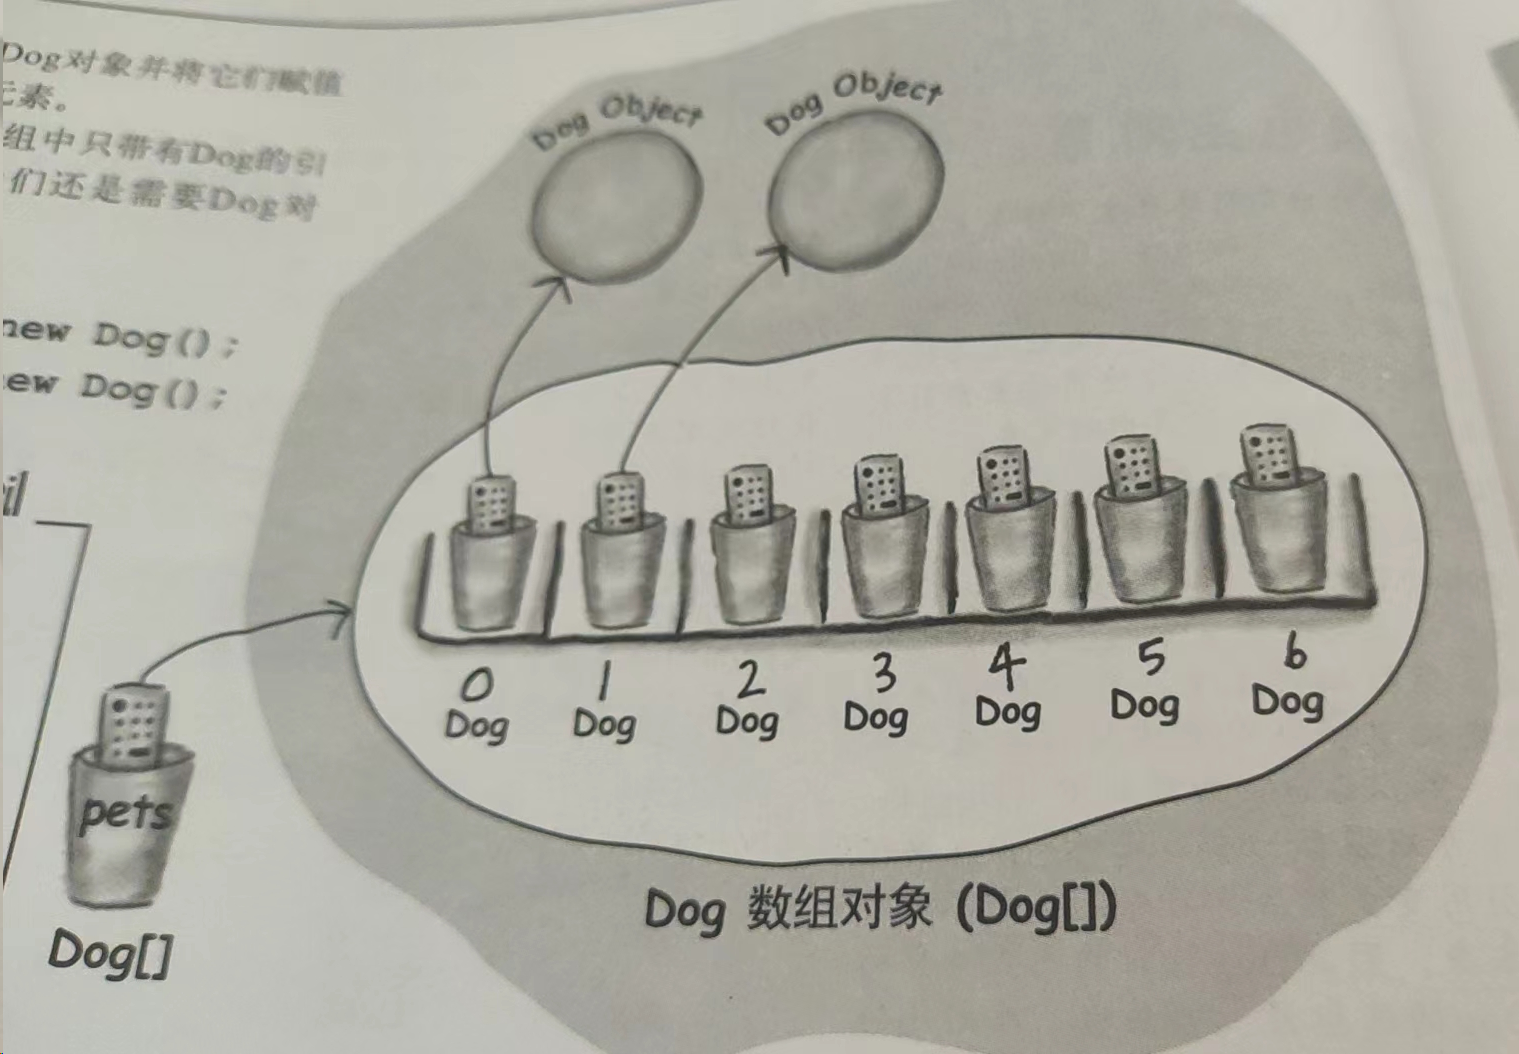 Dog对象并将它们赋值
元素。
组中只带有Dog的引
们还是需要Dog对
new Dog();
ew Dog();
il
Dog Object
Dog Object
0 1 2 3 4 5 6
Dog Dog Dog Dog Dog Dog Dog
pets
Dog[]
Dog 数组对象 (Dog[])